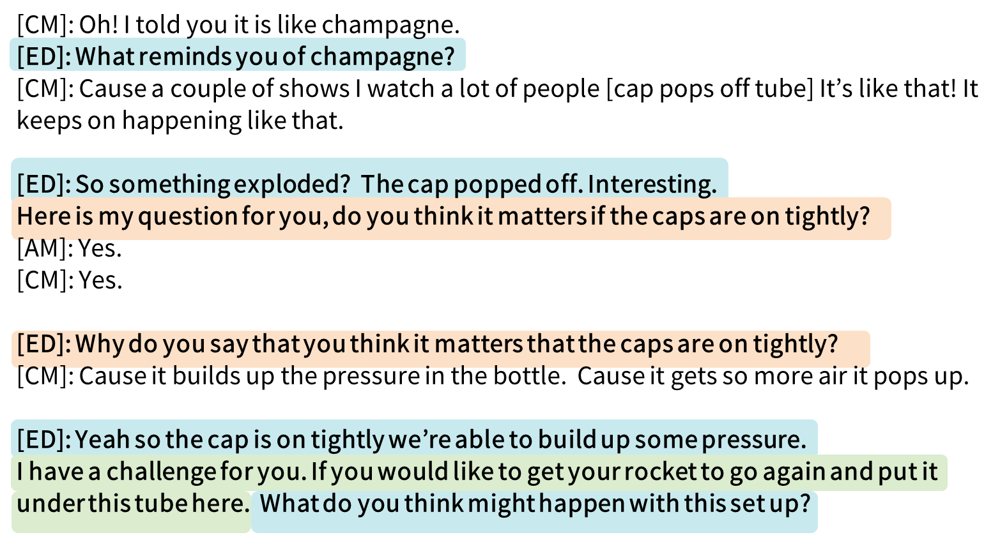 [CM]: Oh! I told you it is like champagne.
[ED]: What reminds you of champagne?
[CM]: Cause a couple of shows I watch a lot of people [cap pops off tube] It’s like that! It
keeps on happening like that.
[ED]: So something exploded? The cap popped off. Interesting.
Here is my question for you, do you think it matters if the caps are on tightly?
[AM]: Yes.
[CM]: Yes.
[ED]: Why do you say that you think it matters that the caps are on tightly?
[CM]: Cause it builds up the pressure in the bottle. Cause it gets so more air it pops up.
[ED]: Yeah so the cap is on tightly we’re able to build up some pressure.
I have a challenge for you. If you would like to get your rocket to go again and put it
under this tube here. What do you think might happen with this set up?